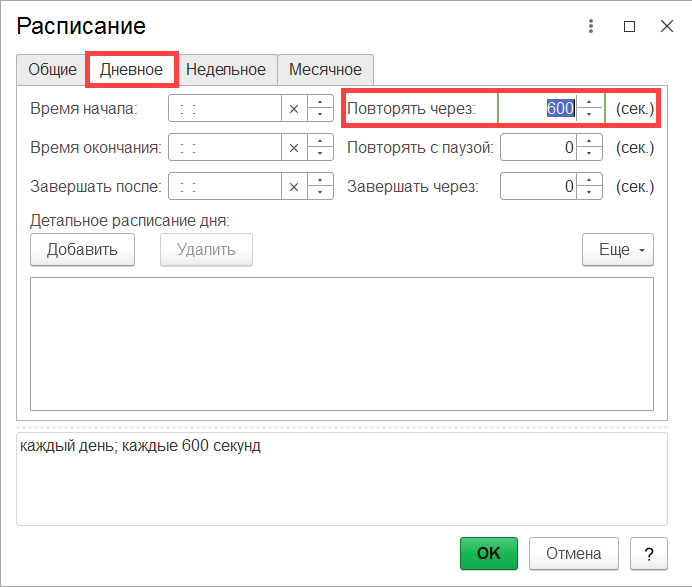 Расписание
Общие Дневное Недельное Месячное
Время начала: : : Повторять через: 600 (сек.)
Время окончания: : : Повторять с паузой: 0 (сек.)
Завершать после: : : Завершать через: 0 (сек.)
Детальное расписание дня:
Добавить Удалить Еще
каждый день; каждые 600 секунд
OK Отмена ?